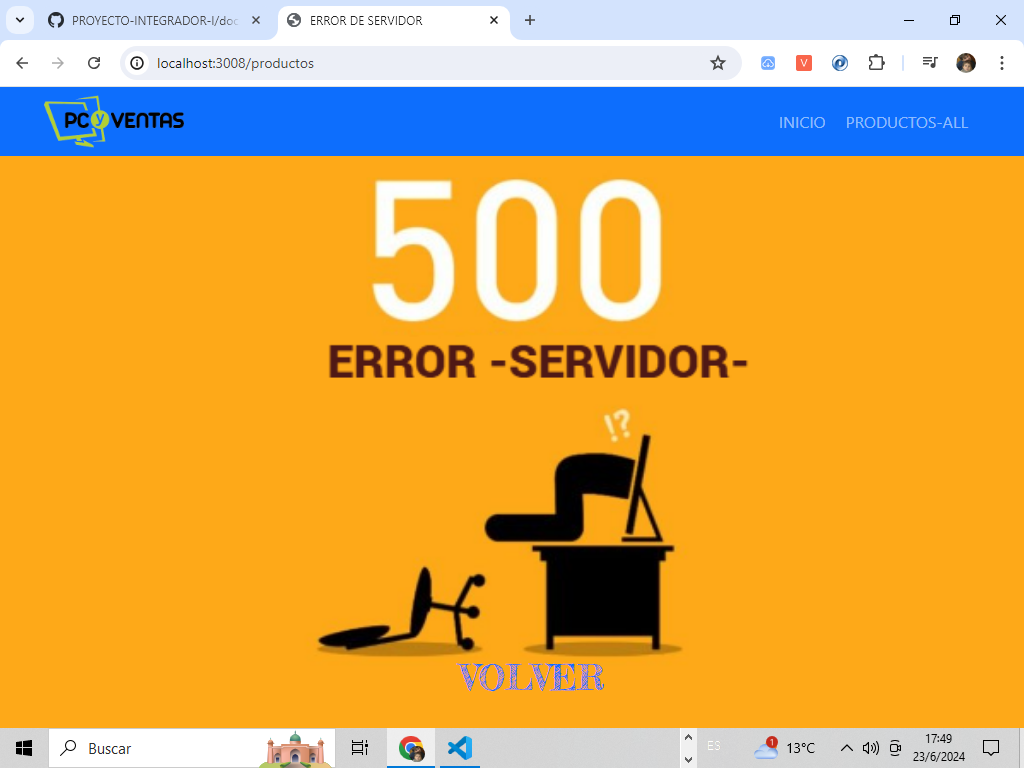 PROYECTO-INTEGRADOR-I/doc
ERROR DE SERVIDOR
localhost:3008/productos
V
PC y VENTAS
INICIO
PRODUCTOS-ALL
500
ERROR -SERVIDOR-
!?
VOLVER
Buscar
ES
1
13°C
17:49
23/6/2024